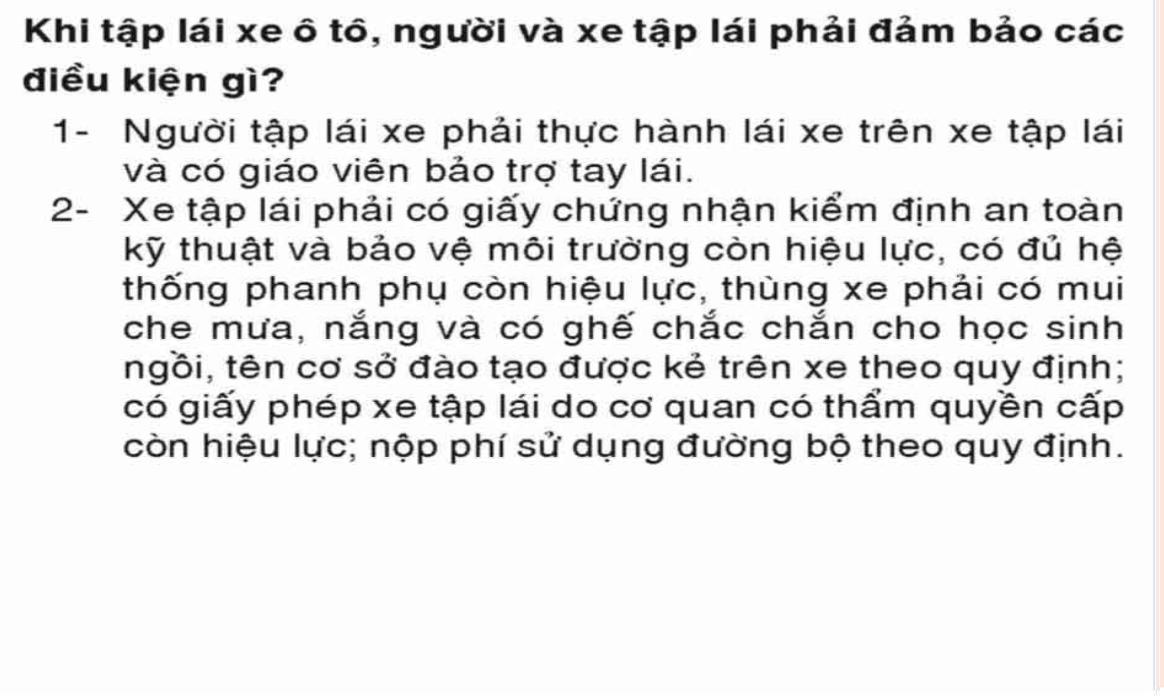 Khi tập lái xe ô tô, người và xe tập lái phải đảm bảo các
điều kiện gì?
1- Người tập lái xe phải thực hành lái xe trên xe tập lái
và có giáo viên bảo trợ tay lái.
2- Xe tập lái phải có giấy chứng nhận kiểm định an toàn
kỹ thuật và bảo vệ môi trường còn hiệu lực, có đủ hệ
thống phanh phụ còn hiệu lực, thùng xe phải có mui
che mưa, nắng và có ghế chắc chắn cho học sinh
ngồi, tên cơ sở đào tạo được kẻ trên xe theo quy định;
có giấy phép xe tập lái do cơ quan có thẩm quyền cấp
còn hiệu lực; nộp phí sử dụng đường bộ theo quy định.